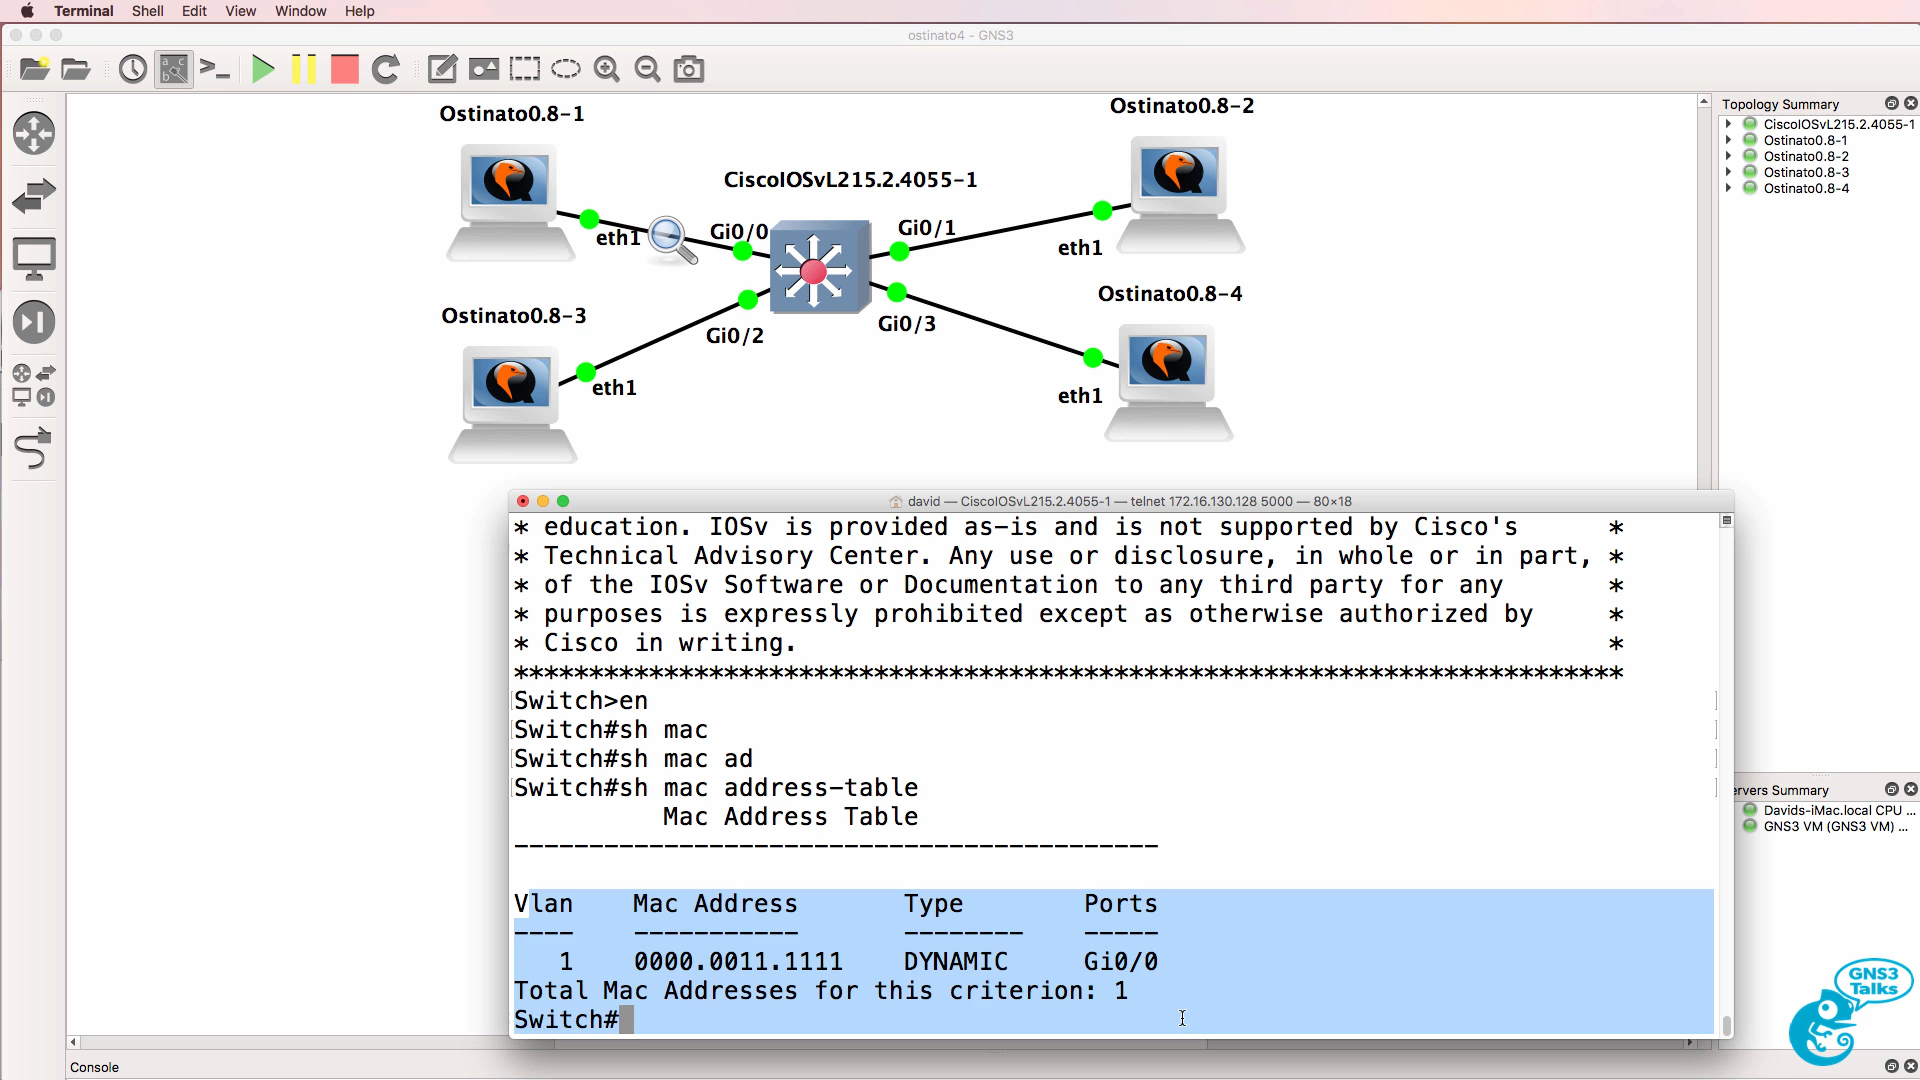 Terminal Shell Edit View Window Help
ostinato4 - GNS3
Ostinato0.8-1
Ostinato0.8-2
CiscoIOSvL215.2.4055-1
eth1
Gi0/0
Gi0/1
eth1
Ostinato0.8-3
Ostinato0.8-4
Gi0/2
Gi0/3
eth1
eth1
Topology Summary
CiscoIOSvL215.2.4055-1
Ostinato0.8-1
Ostinato0.8-2
Ostinato0.8-3
Ostinato0.8-4
david — CiscoIOSvL215.2.4055-1 — telnet 172.16.130.128 5000 — 80×18
* education. IOSv is provided as-is and is not supported by Cisco's *
* Technical Advisory Center. Any use or disclosure, in whole or in part, *
* of the IOSv Software or Documentation to any third party for any *
* purposes is expressly prohibited except as otherwise authorized by *
* Cisco in writing. *
**************************************************************************
Switch>en
Switch#sh mac
Switch#sh mac ad
Switch#sh mac address-table
Mac Address Table
-------------------------------------------
Vlan Mac Address Type Ports
---- ----------- -------- -----
1 0000.0011.1111 DYNAMIC Gi0/0
Total Mac Addresses for this criterion: 1
Switch#
ervers Summary
Davids-iMac.local CPU ...
GNS3 VM (GNS3 VM) ...
GNS3
Talks
Console